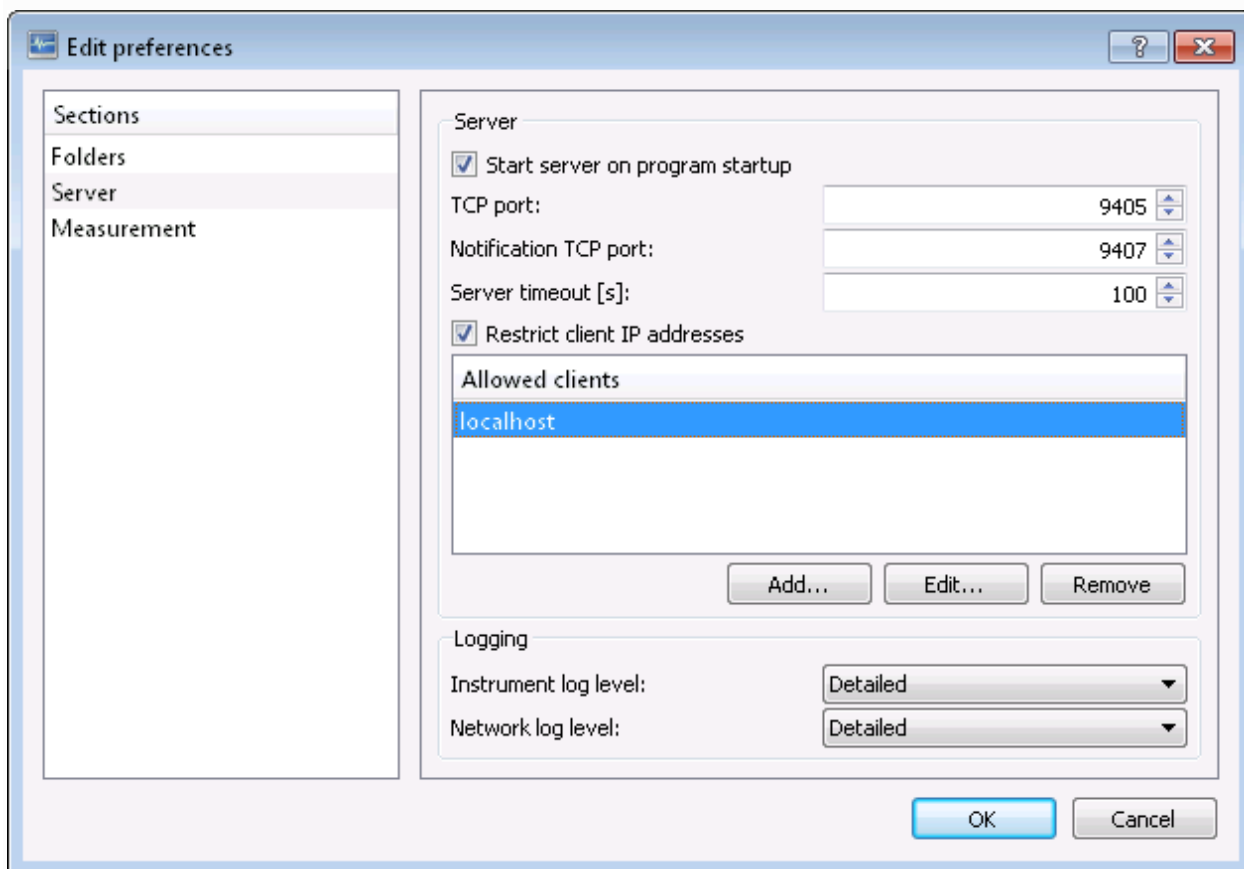 Edit preferences
Sections
Folders
Server
Measurement
Server
Start server on program startup
TCP port: 9405
Notification TCP port: 9407
Server timeout [s]: 100
Restrict client IP addresses
Allowed clients
localhost
Add... Edit... Remove
Logging
Instrument log level: Detailed
Network log level: Detailed
OK Cancel